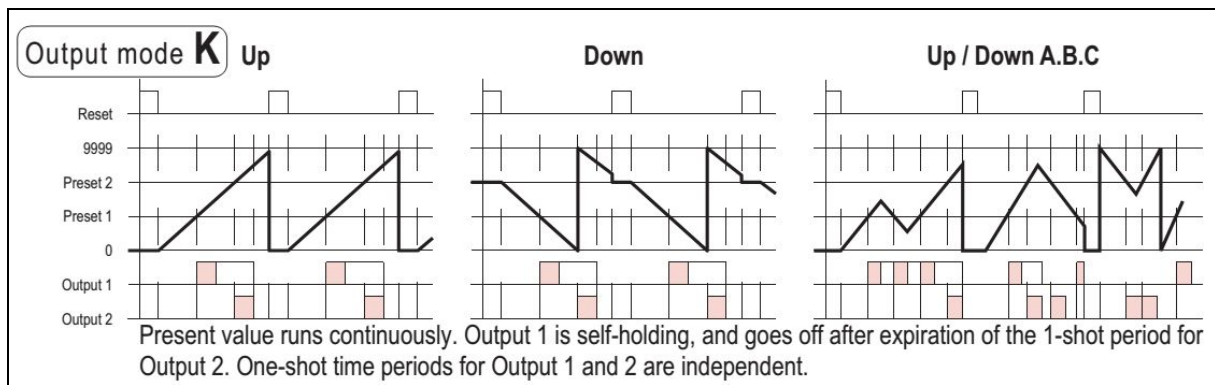 Output mode K Up Down Up / Down A.B.C
Reset
9999
Preset 2
Preset 1
0
Output 1
Output 2
Present value runs continuously. Output 1 is self-holding, and goes off after expiration of the 1-shot period for
Output 2. One-shot time periods for Output 1 and 2 are independent.